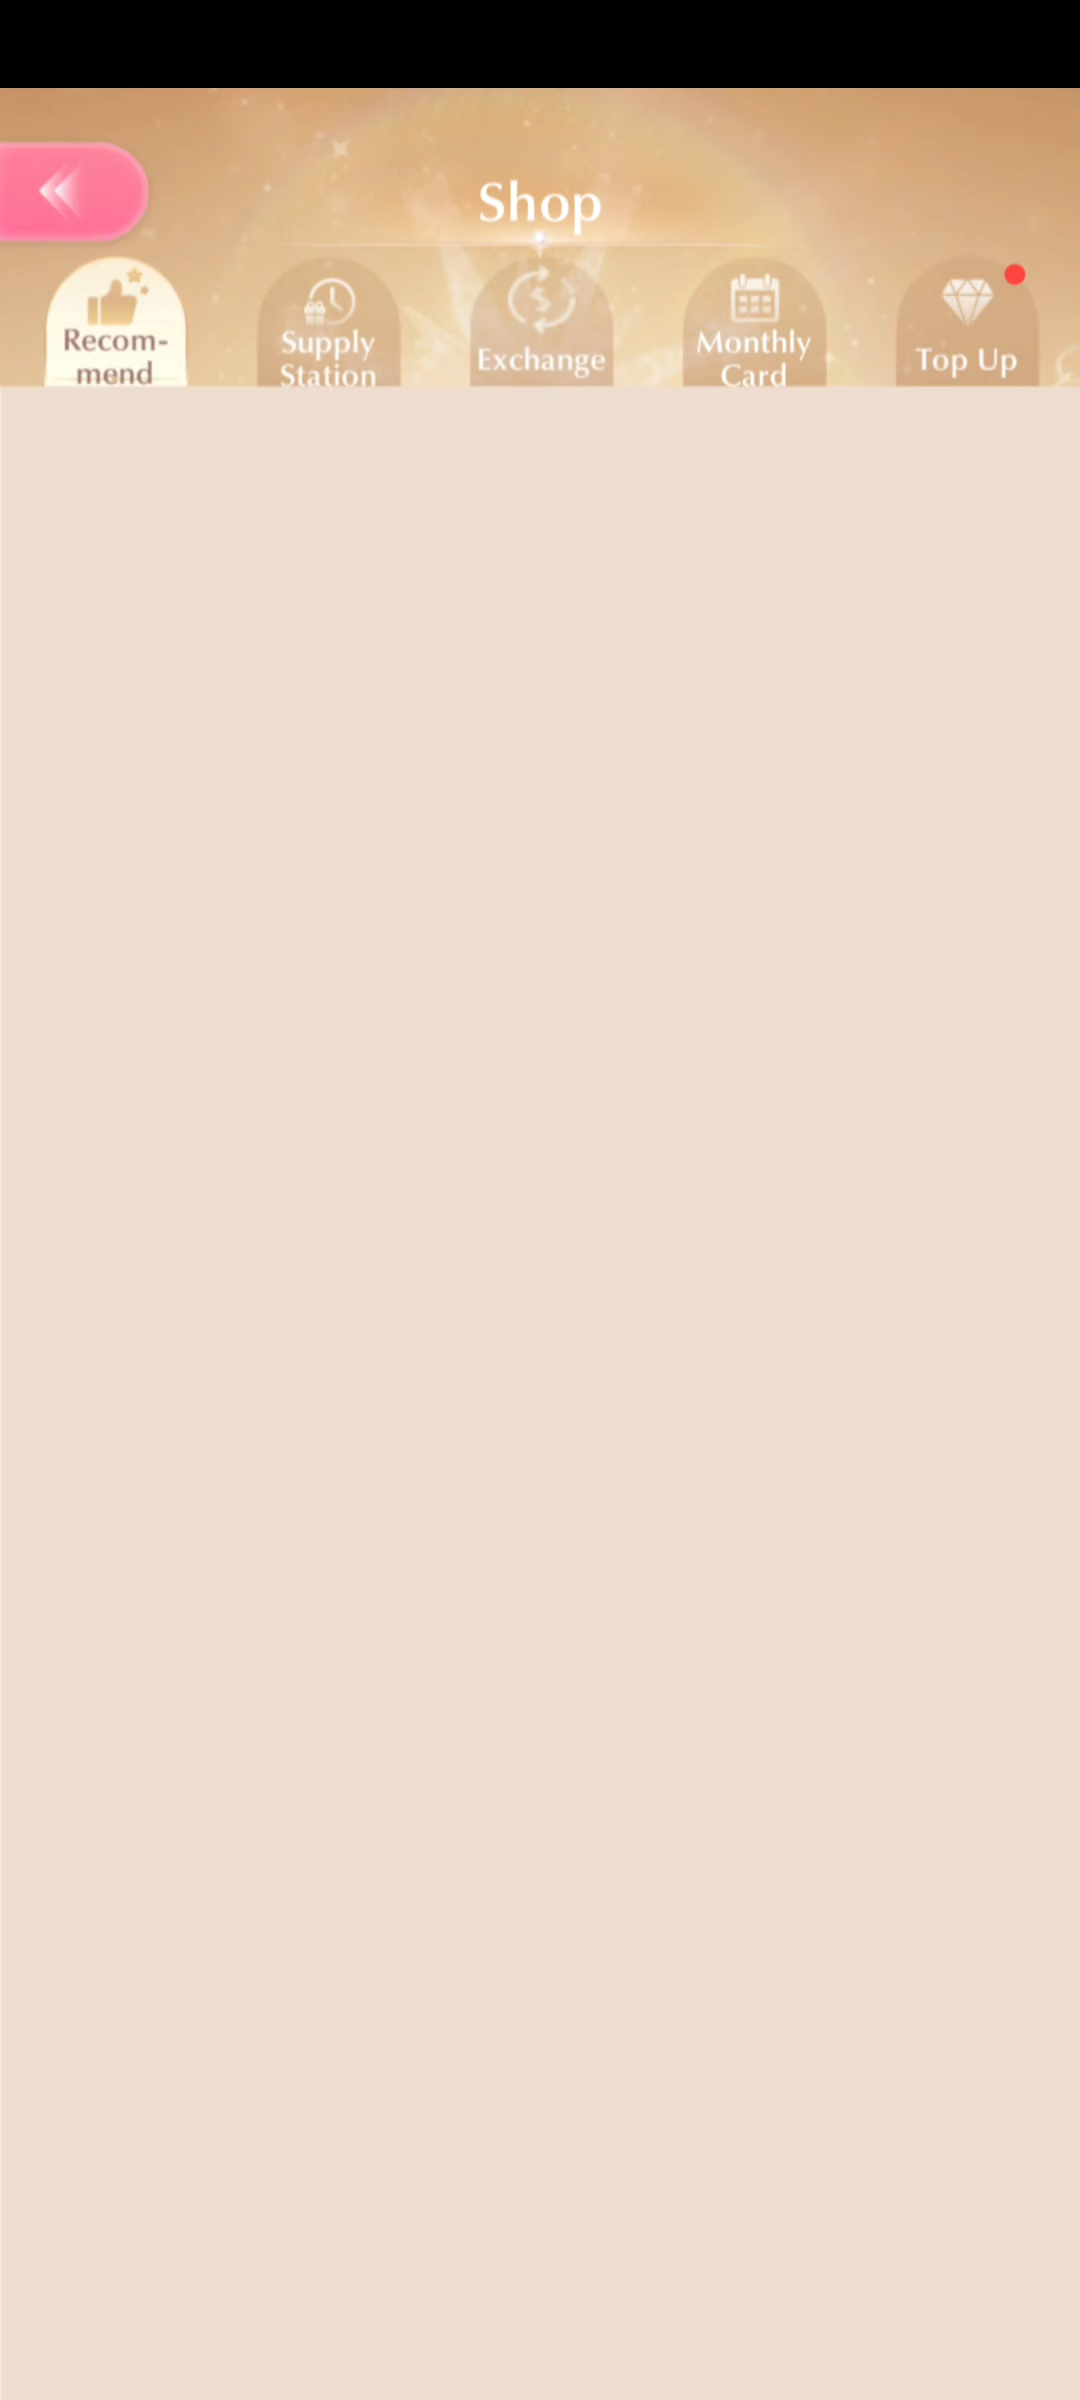 Shop
Recom-
mend
Supply
Station
Exchange
Monthly
Card
Top Up